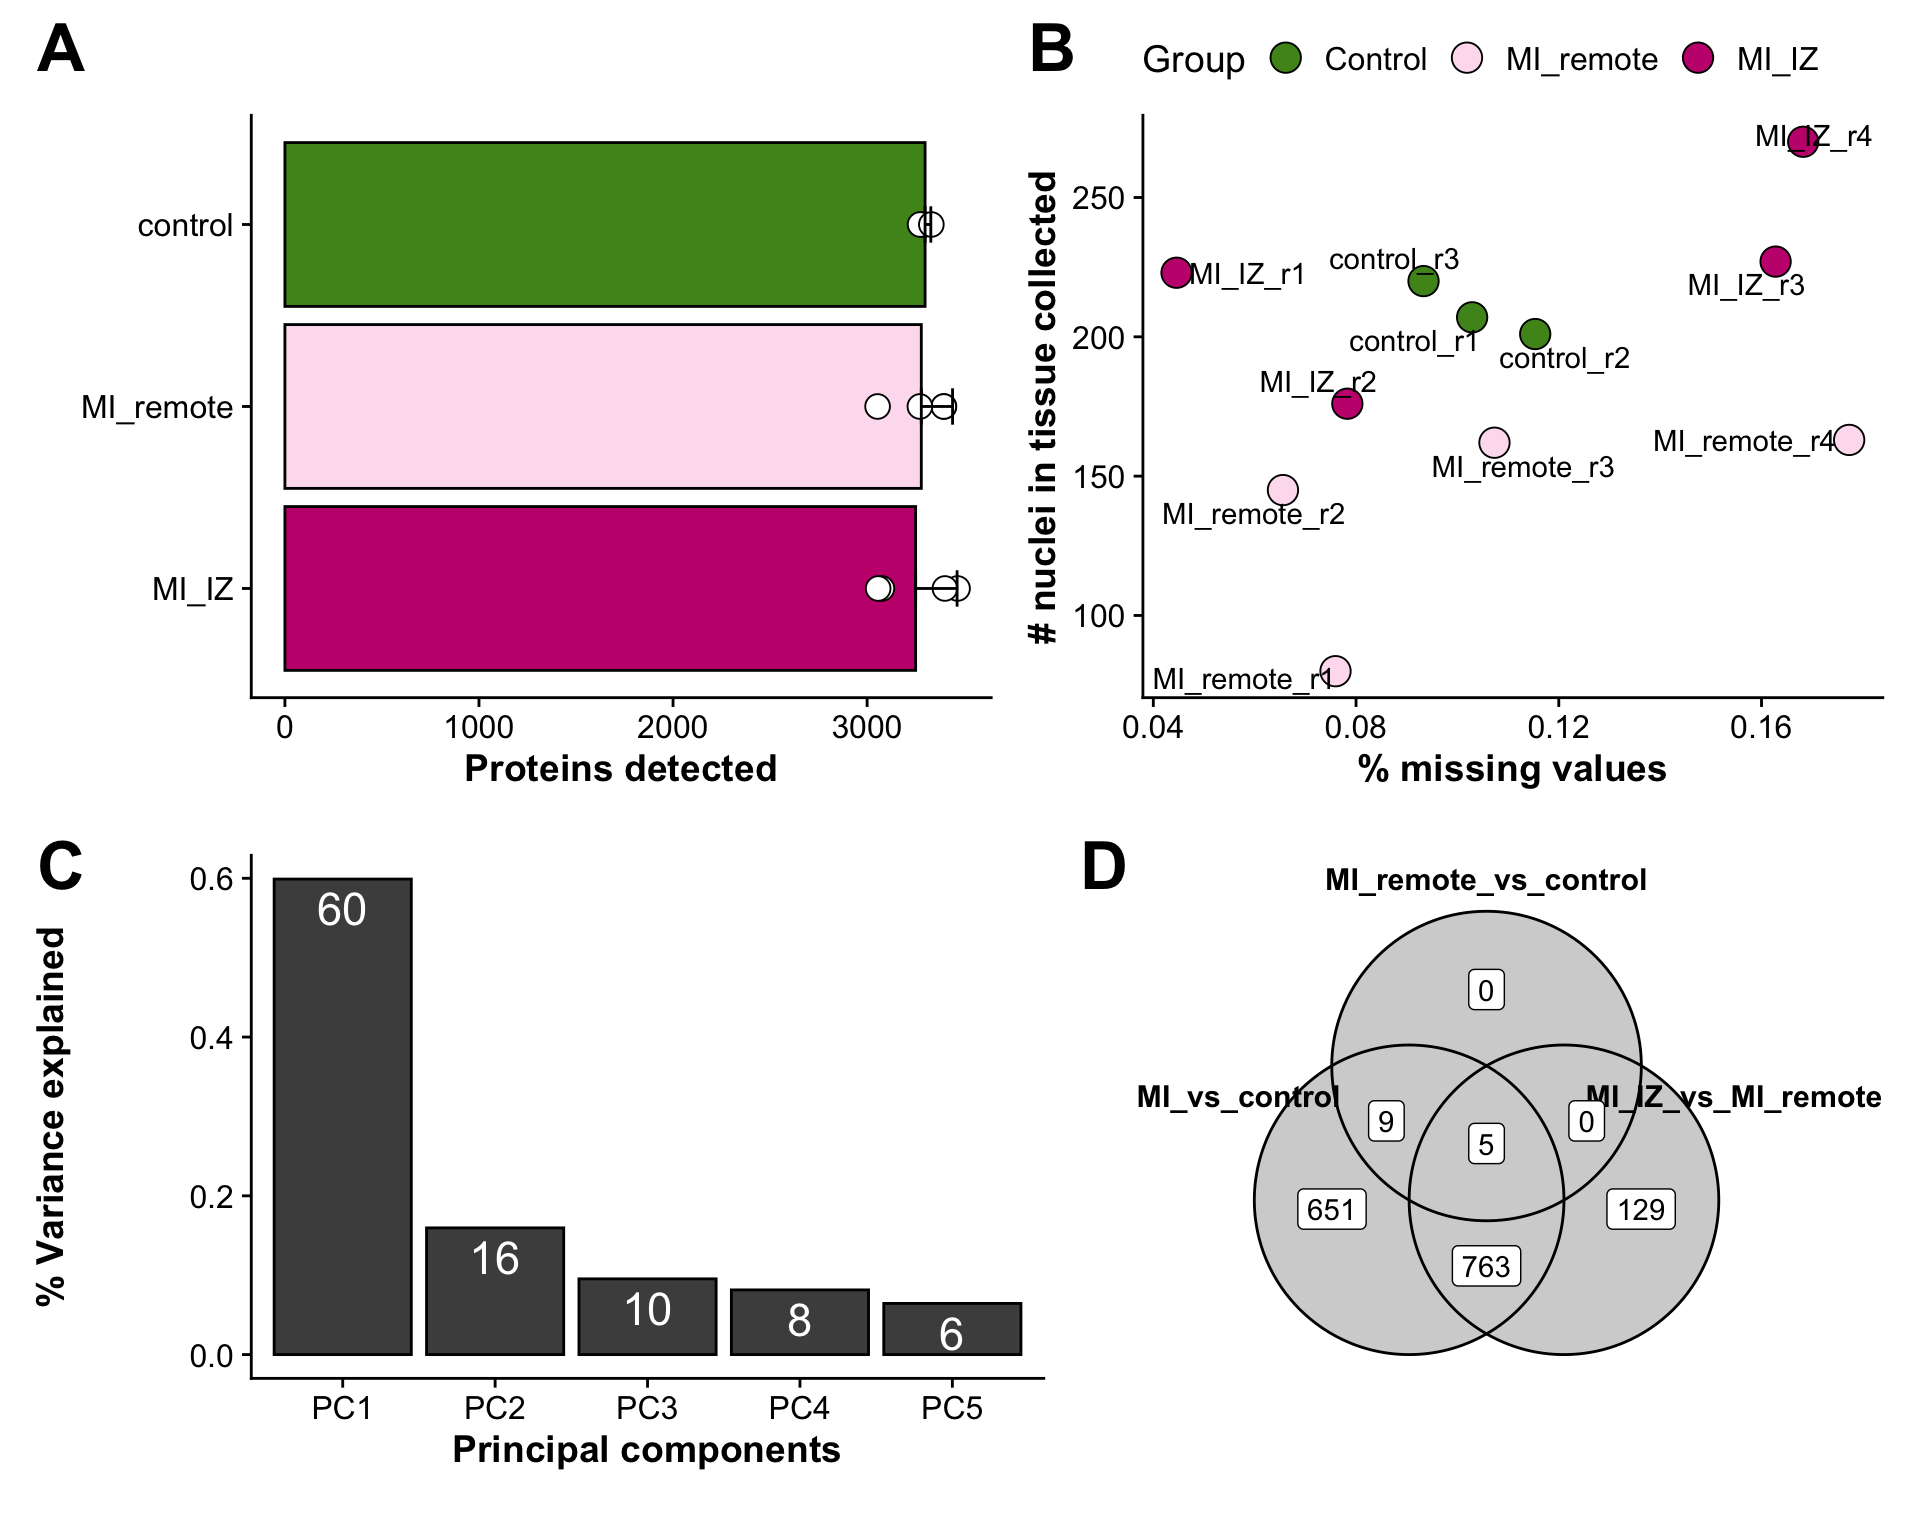 A
control
MI_remote
MI_IZ
0 1000 2000 3000
Proteins detected
B
Group Control MI_remote MI_IZ
# nuclei in tissue collected
250
200
150
100
MI_IZ_r4
control_r3
MI_IZ_r1
MI_IZ_r3
control_r1
control_r2
MI_IZ_r2
MI_remote_r4
MI_remote_r3
MI_remote_r2
MI_remote_r1
0.04 0.08 0.12 0.16
% missing values
C
% Variance explained
0.6
0.4
0.2
0.0
60
16
10
8
6
PC1 PC2 PC3 PC4 PC5
Principal components
D
MI_remote_vs_control
0
MI_vs_control MI_IZ_vs_MI_remote
9 5 0
651 129
763